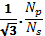 1/√3 · Np/Ns